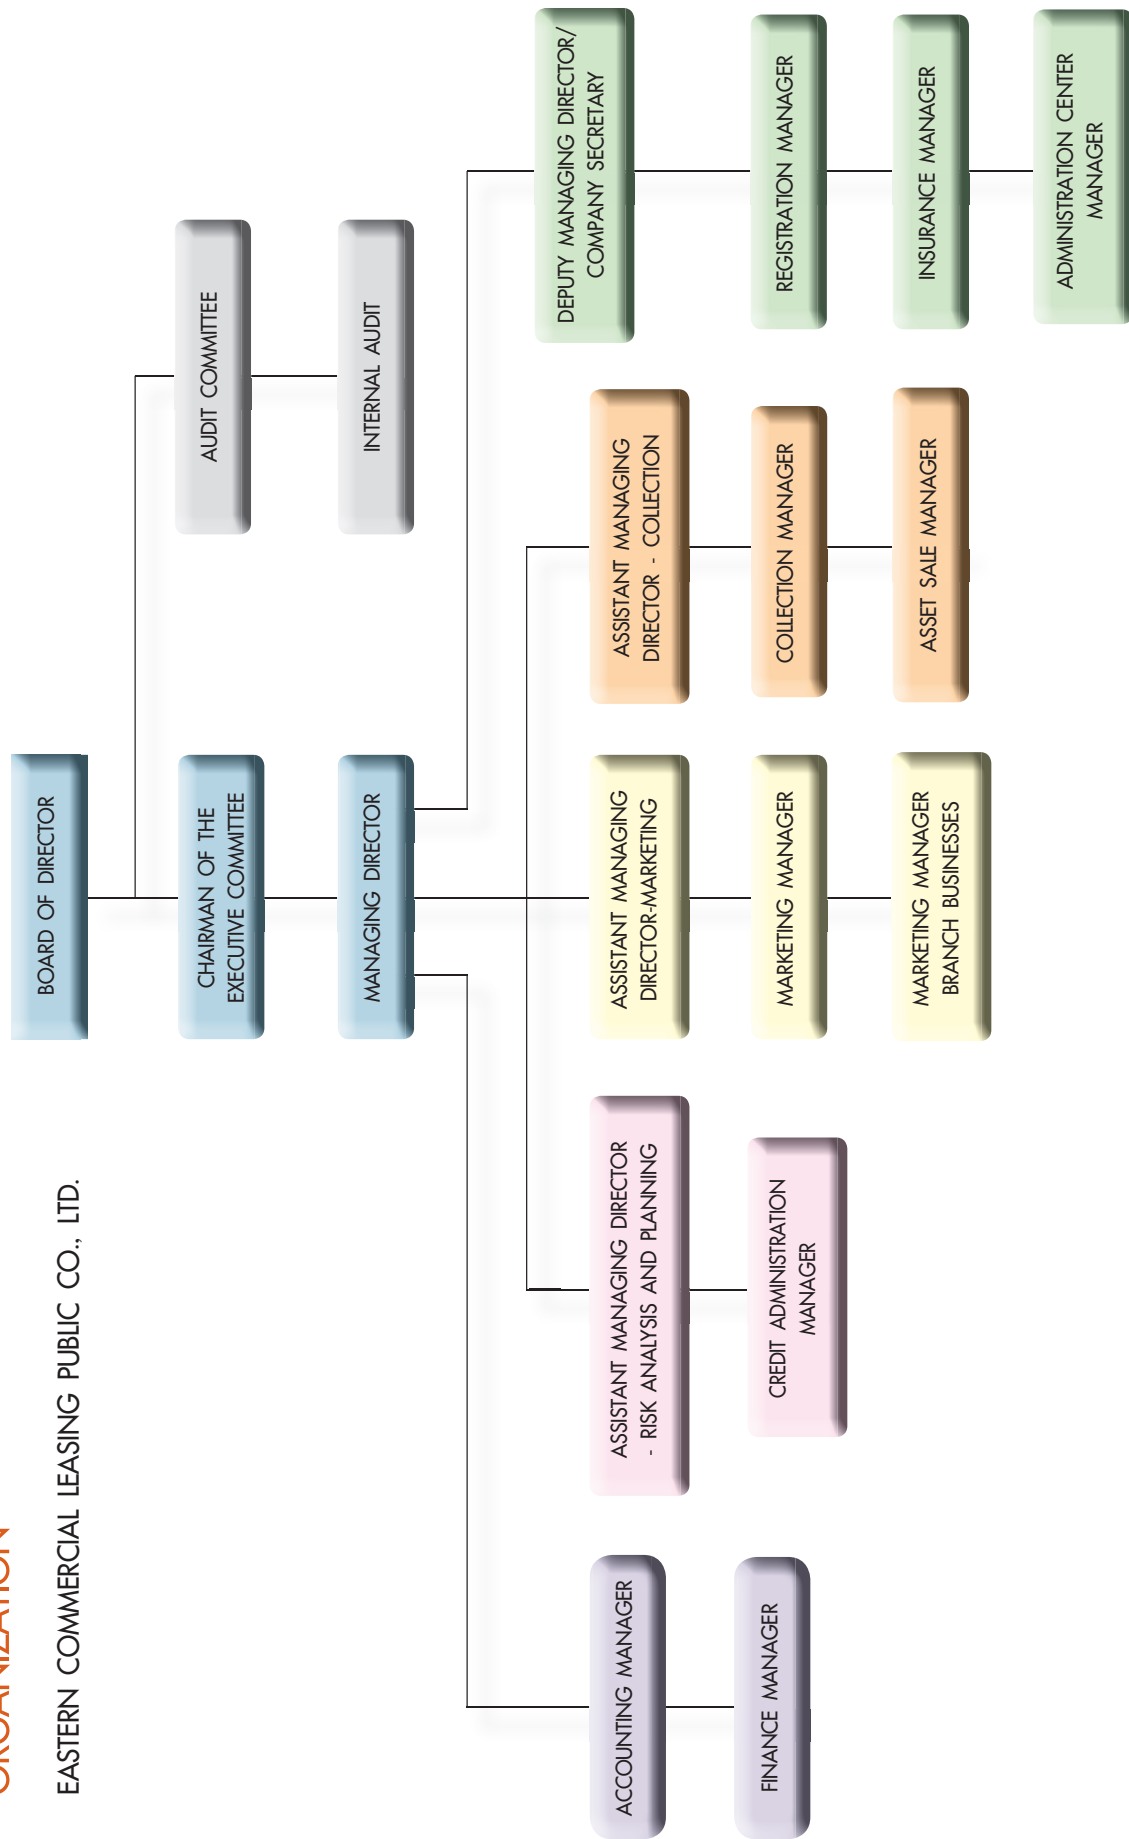 ORGANIZATION
EASTERN COMMERCIAL LEASING PUBLIC CO., LTD.
BOARD OF DIRECTOR
AUDIT COMMITTEE
CHAIRMAN OF THE
EXECUTIVE COMMITTEE
INTERNAL AUDIT
MANAGING DIRECTOR
ACCOUNTING MANAGER
FINANCE MANAGER
ASSISTANT MANAGING DIRECTOR
- RISK ANALYSIS AND PLANNING
CREDIT ADMINISTRATION
MANAGER
ASSISTANT MANAGING
DIRECTOR-MARKETING
MARKETING MANAGER
MARKETING MANAGER
BRANCH BUSINESSES
ASSISTANT MANAGING
DIRECTOR - COLLECTION
COLLECTION MANAGER
ASSET SALE MANAGER
DEPUTY MANAGING DIRECTOR/
COMPANY SECRETARY
REGISTRATION MANAGER
INSURANCE MANAGER
ADMINISTRATION CENTER
MANAGER